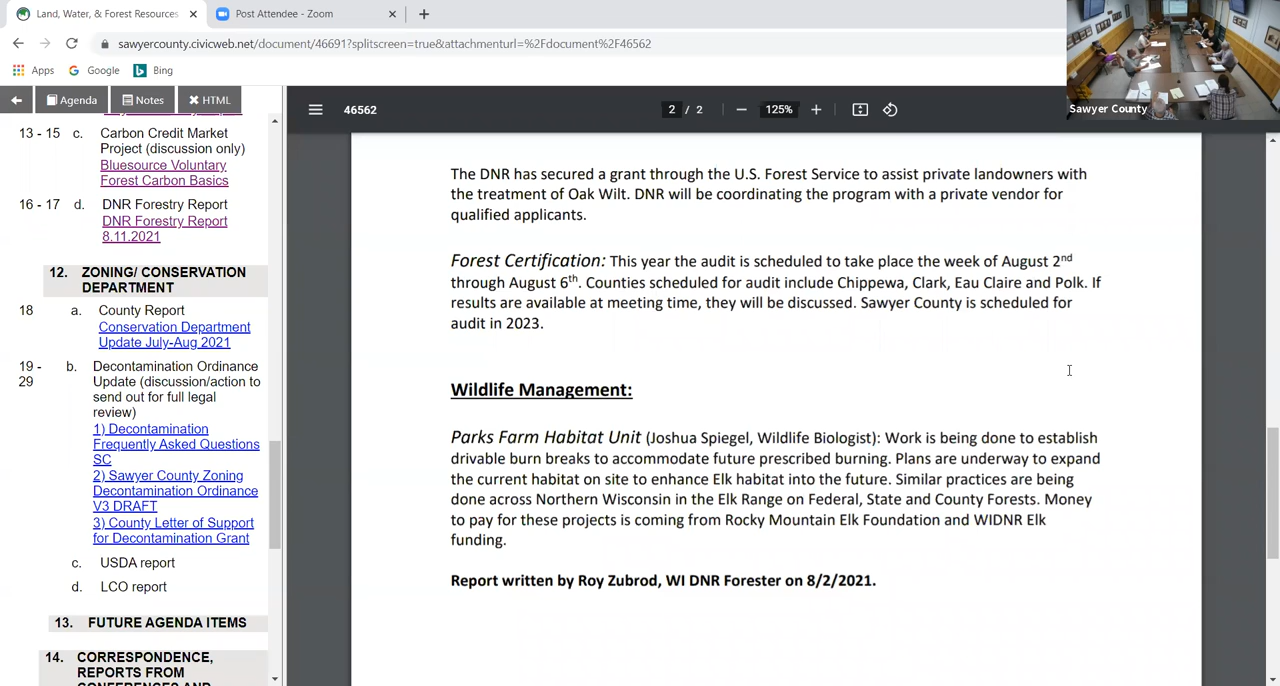 Land, Water, & Forest Resources
Post Attendee - Zoom
sawyercounty.civicweb.net/document/46691?splitscreen=true&attachmenturl=%2Fdocument%2F46562
Apps
Google
Bing
Sawyer County
Agenda
Notes
HTML
46562
2 / 2
125%
13 - 15 c. Carbon Credit Market
Project (discussion only)
Bluesource Voluntary
Forest Carbon Basics
16 - 17 d. DNR Forestry Report
DNR Forestry Report
8.11.2021
12. ZONING/ CONSERVATION
DEPARTMENT
18 a. County Report
Conservation Department
Update July-Aug 2021
19 - b. Decontamination Ordinance
29 Update (discussion/action to
send out for full legal
review)
1) Decontamination
Frequently Asked Questions
SC
2) Sawyer County Zoning
Decontamination Ordinance
V3 DRAFT
3) County Letter of Support
for Decontamination Grant
c. USDA report
d. LCO report
13. FUTURE AGENDA ITEMS
14. CORRESPONDENCE,
REPORTS FROM
CONFERENCES AND
The DNR has secured a grant through the U.S. Forest Service to assist private landowners with
the treatment of Oak Wilt. DNR will be coordinating the program with a private vendor for
qualified applicants.
Forest Certification: This year the audit is scheduled to take place the week of August 2nd
through August 6th. Counties scheduled for audit include Chippewa, Clark, Eau Claire and Polk. If
results are available at meeting time, they will be discussed. Sawyer County is scheduled for
audit in 2023.
Wildlife Management:
Parks Farm Habitat Unit (Joshua Spiegel, Wildlife Biologist): Work is being done to establish
drivable burn breaks to accommodate future prescribed burning. Plans are underway to expand
the current habitat on site to enhance Elk habitat into the future. Similar practices are being
done across Northern Wisconsin in the Elk Range on Federal, State and County Forests. Money
to pay for these projects is coming from Rocky Mountain Elk Foundation and WIDNR Elk
funding.
Report written by Roy Zubrod, WI DNR Forester on 8/2/2021.